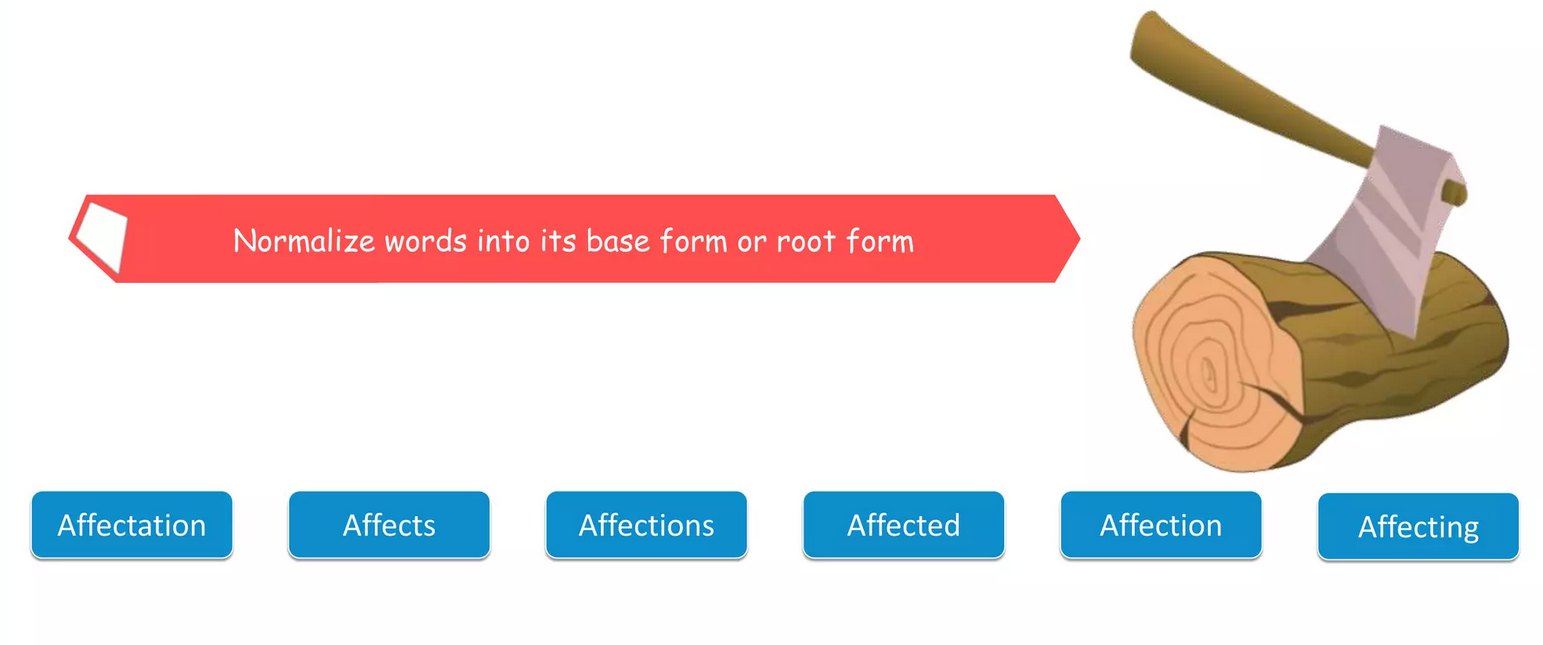 Normalize words into its base form or root form
Affectation
Affects
Affections
Affected
Affection
Affecting